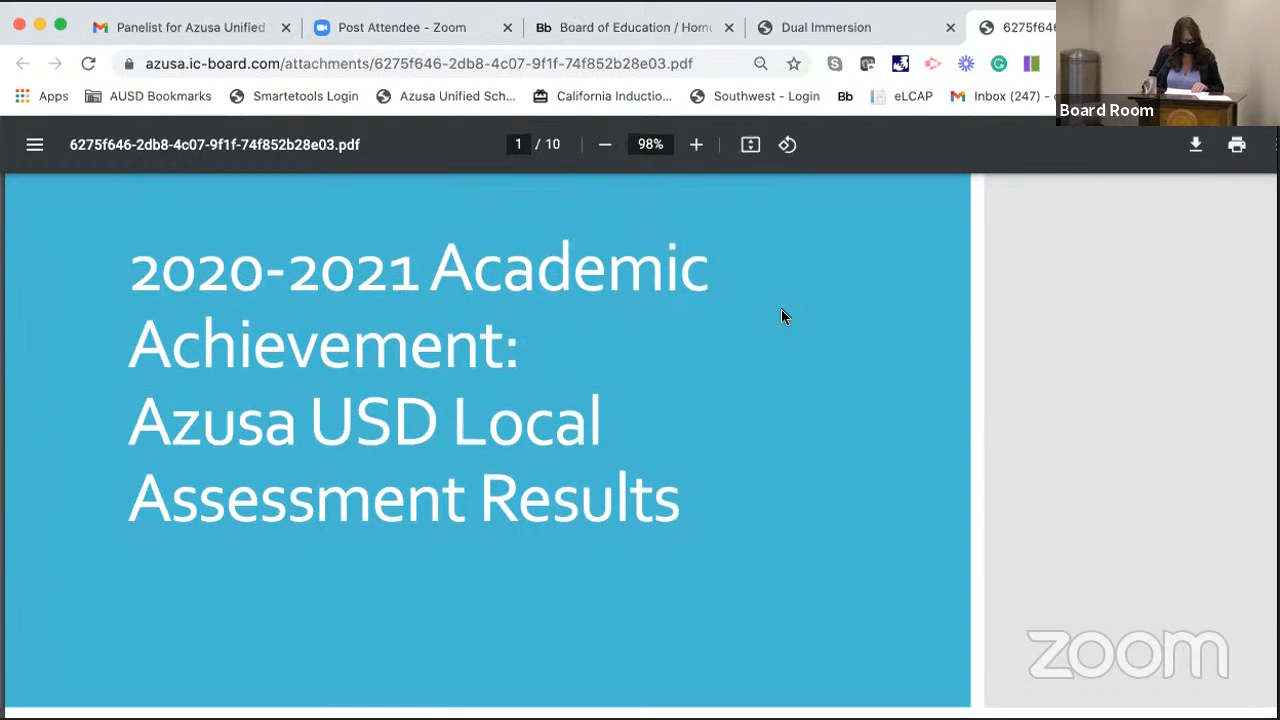 Panelist for Azusa Unified
Post Attendee - Zoom
Board of Education / Hom
Dual Immersion
6275f646
azusa.ic-board.com/attachments/6275f646-2db8-4c07-9f1f-74f852b28e03.pdf
Apps
AUSD Bookmarks
Smartetools Login
Azusa Unified Sch...
California Inductio...
Southwest - Login
Bb
eLCAP
Inbox (247) -
Board Room
6275f646-2db8-4c07-9f1f-74f852b28e03.pdf
1 / 10
98%
2020-2021 Academic
Achievement:
Azusa USD Local
Assessment Results
zoom